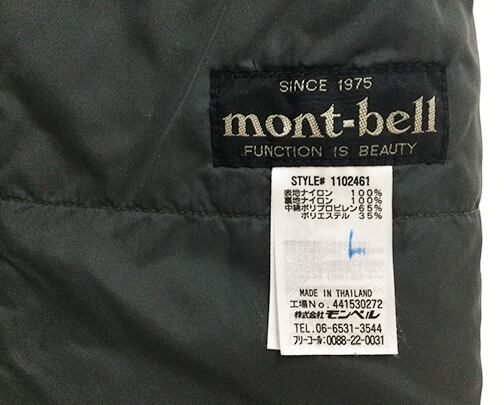 SINCE 1975
mont-bell
FUNCTION IS BEAUTY
STYLE# 1102461
表地ナイロン 100%
裏地ナイロン 100%
中綿ポリプロピレン65%
ポリエステル 35%
L
MADE IN THAILAND
工場No. 441530272
株式会社モンベル
TEL.06-6531-3544
フリーコール:0088-22-0031